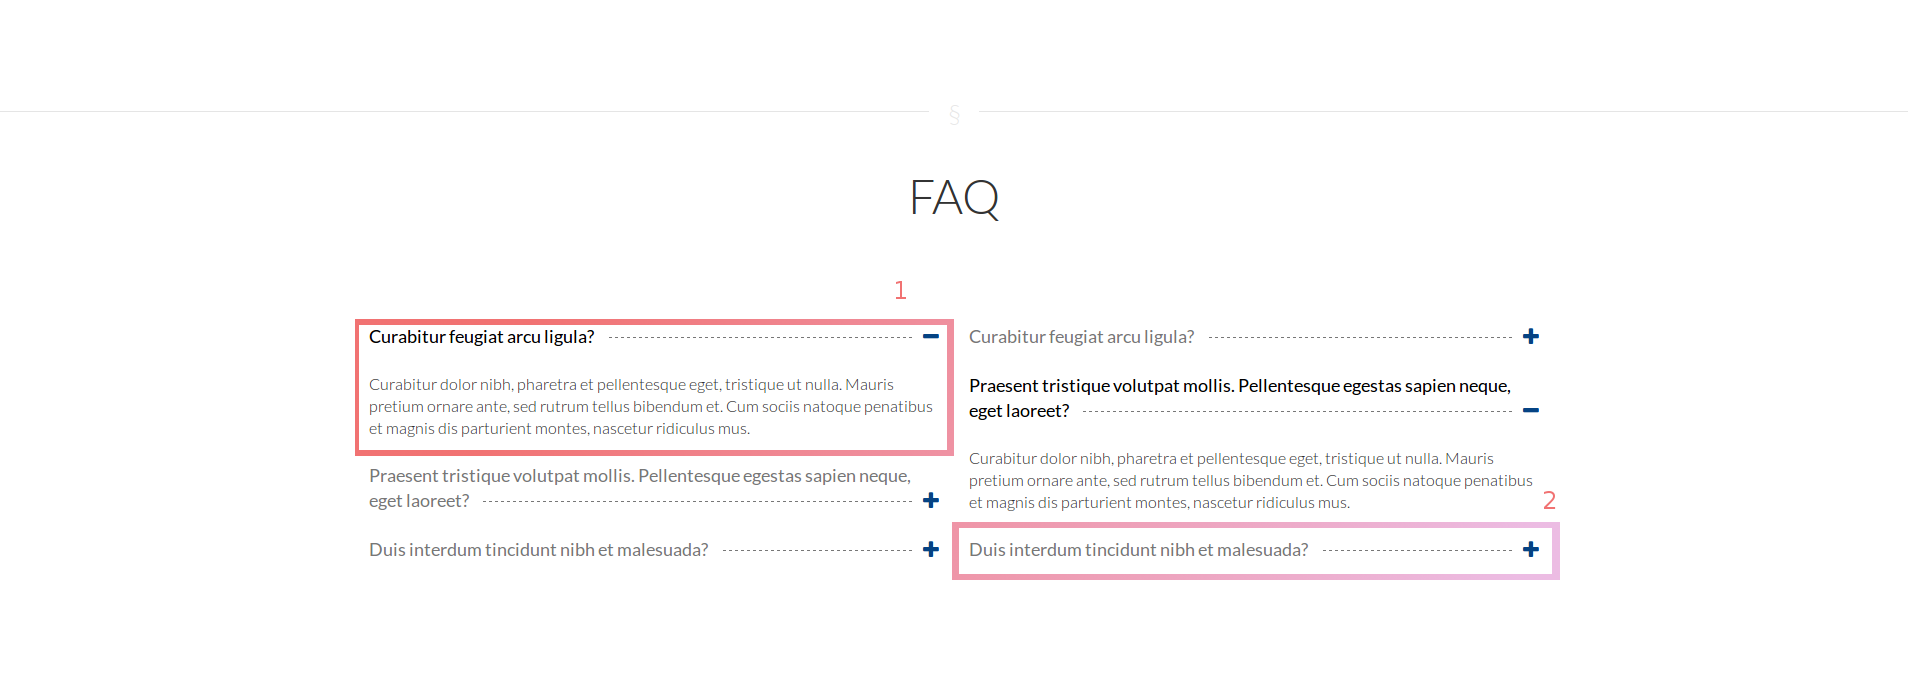 §
FAQ
1
Curabitur feugiat arcu ligula?
Curabitur dolor nibh, pharetra et pellentesque eget, tristique ut nulla. Mauris
pretium ornare ante, sed rutrum tellus bibendum et. Cum sociis natoque penatibus
et magnis dis parturient montes, nascetur ridiculus mus.
Praesent tristique volutpat mollis. Pellentesque egestas sapien neque,
eget laoreet?
Duis interdum tincidunt nibh et malesuada?
Curabitur feugiat arcu ligula?
Praesent tristique volutpat mollis. Pellentesque egestas sapien neque,
eget laoreet?
Curabitur dolor nibh, pharetra et pellentesque eget, tristique ut nulla. Mauris
pretium ornare ante, sed rutrum tellus bibendum et. Cum sociis natoque penatibus
et magnis dis parturient montes, nascetur ridiculus mus.
2
Duis interdum tincidunt nibh et malesuada?